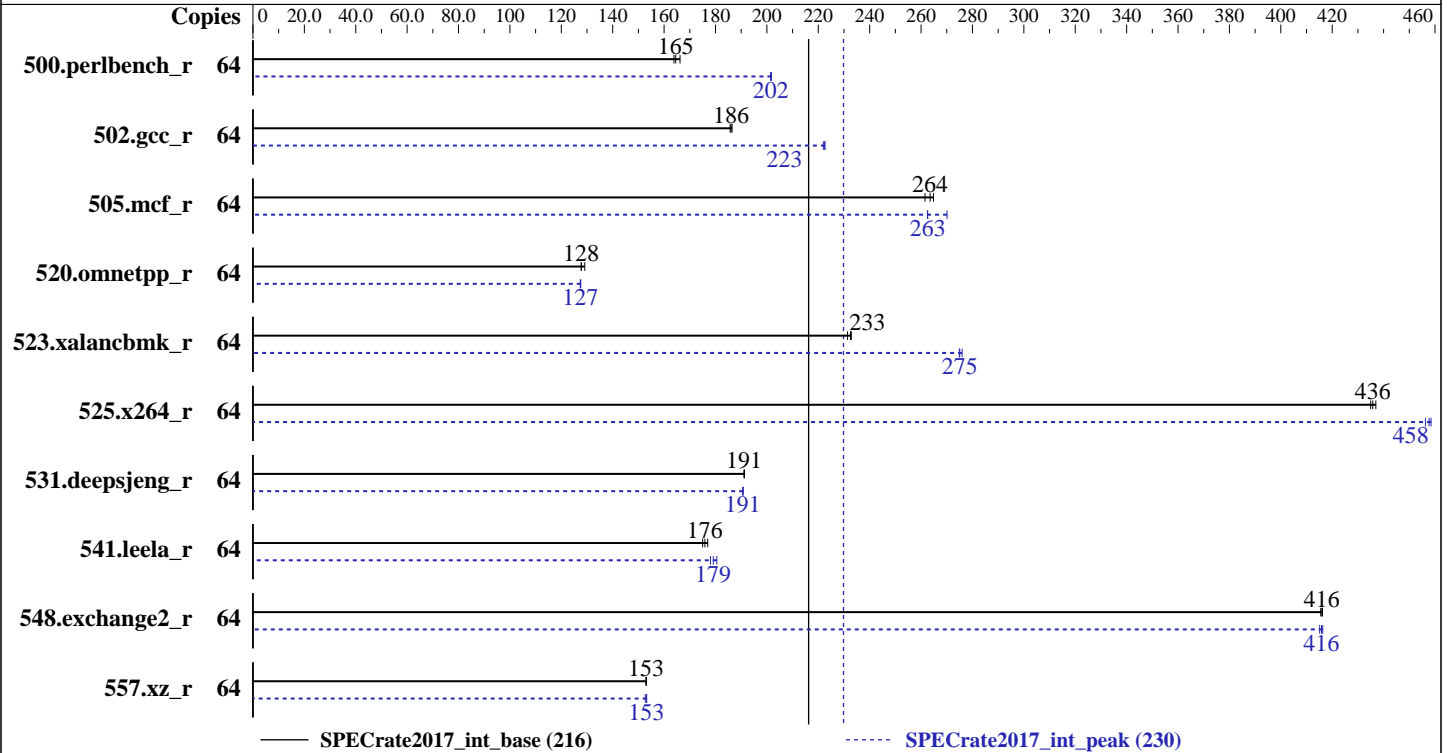 Copies 0 20.0 40.0 60.0 80.0 100 120 140 160 180 200 220 240 260 280 300 320 340 360 380 400 420 460
500.perlbench_r 64 165
202
502.gcc_r 64 186
223
505.mcf_r 64 264
263
520.omnetpp_r 64 128
127
523.xalancbmk_r 64 233
275
525.x264_r 64 436
458
531.deepsjeng_r 64 191
191
541.leela_r 64 176
179
548.exchange2_r 64 416
416
557.xz_r 64 153
153
SPECrate2017_int_base (216) SPECrate2017_int_peak (230)